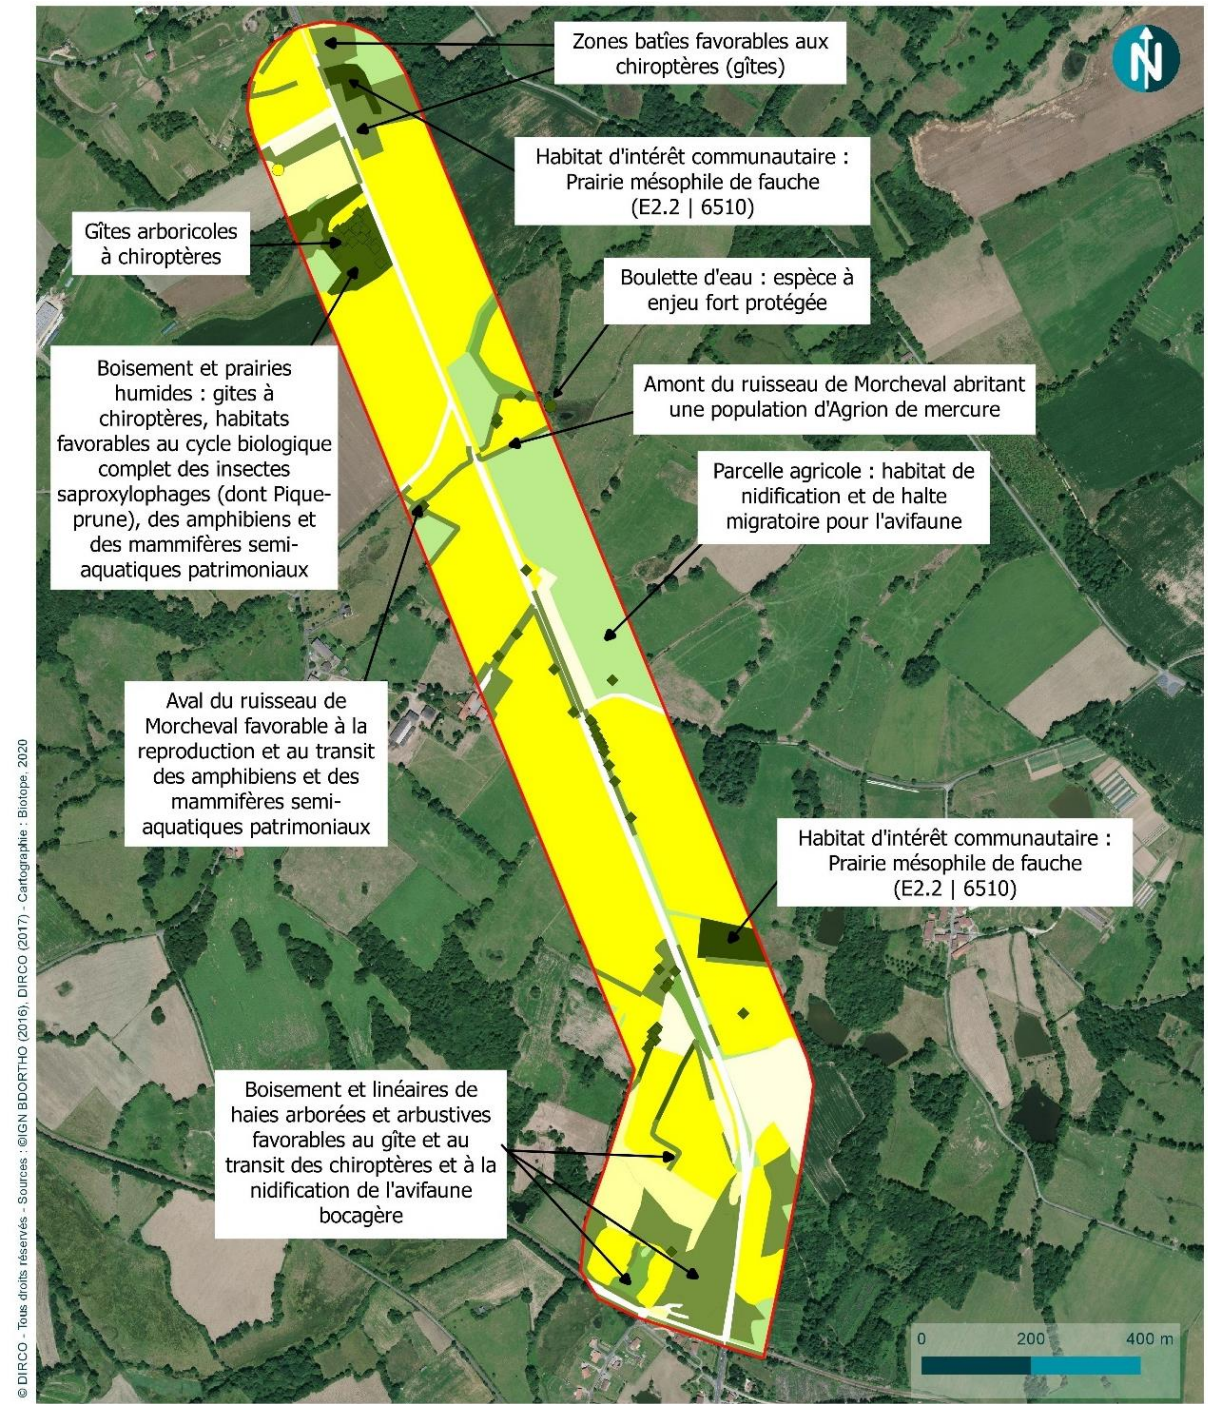 Zones batîes favorables aux
chiroptères (gîtes)
N
Habitat d'intérêt communautaire :
Prairie mésophile de fauche
(E2.2 | 6510)
Gîtes arboricoles
à chiroptères
Boulette d'eau : espèce à
enjeu fort protégée
Boisement et prairies
humides : gites à
chiroptères, habitats
favorables au cycle biologique
complet des insectes
saproxylophages (dont Pique-
prune), des amphibiens et
des mammifères semi-
aquatiques patrimoniaux
Amont du ruisseau de Morcheval abritant
une population d'Agrion de mercure
Parcelle agricole : habitat de
nidification et de halte
migratoire pour l'avifaune
Aval du ruisseau de
Morcheval favorable à la
reproduction et au transit
des amphibiens et des
mammifères semi-
aquatiques patrimoniaux
Habitat d'intérêt communautaire :
Prairie mésophile de fauche
(E2.2 | 6510)
Boisement et linéaires de
haies arborées et arbustives
favorables au gîte et au
transit des chiroptères et à la
nidification de l'avifaune
bocagère
0 200 400 m
© DIRCO - Tous droits réservés - Sources : ©IGN BDORTHO (2016), DIRCO (2017) - Cartographie : Biotope, 2020